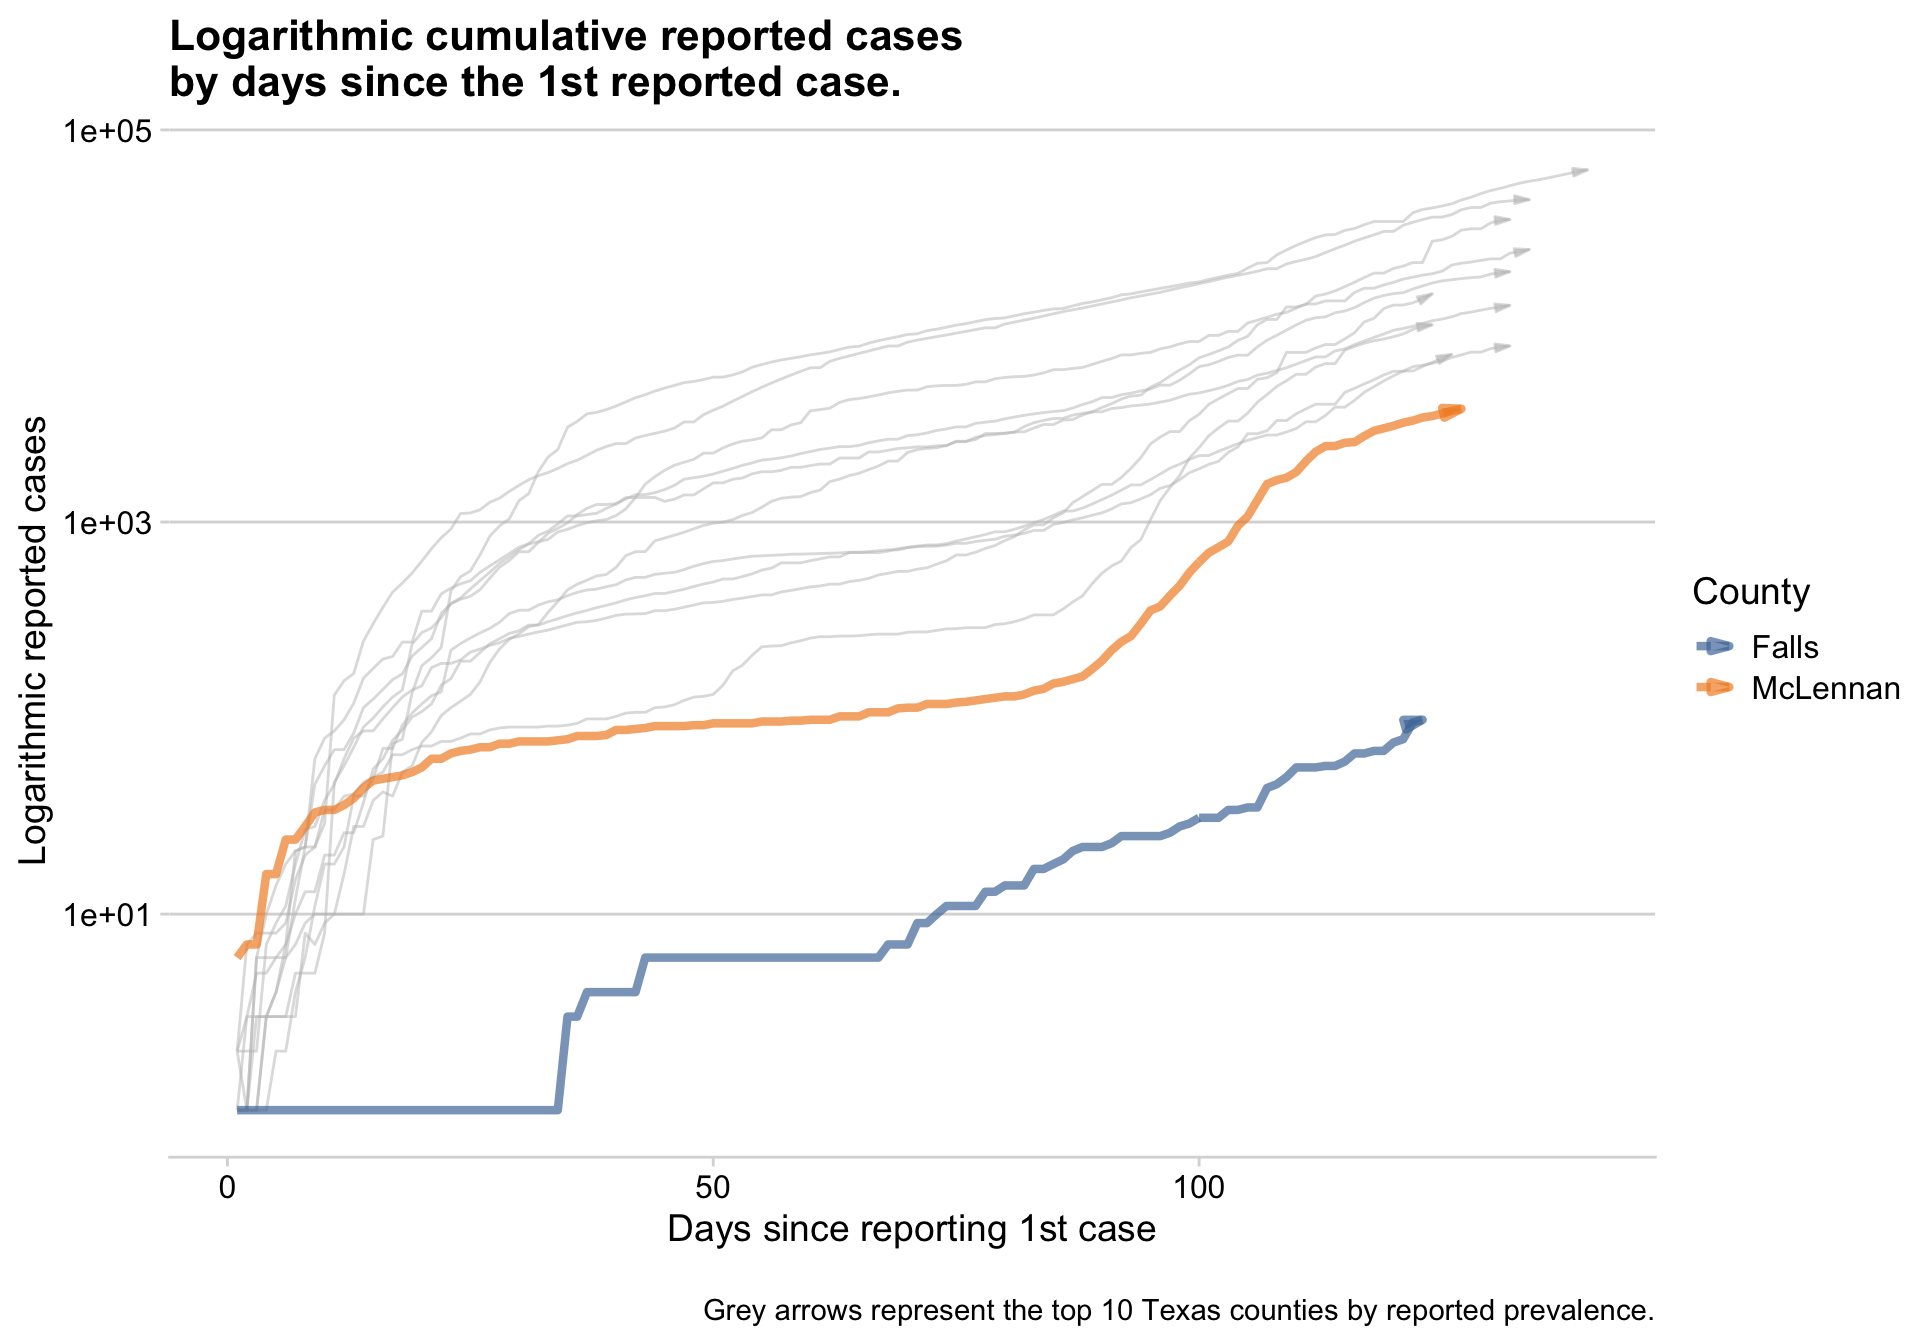 Logarithmic cumulative reported cases
by days since the 1st reported case.
1e+05
1e+03
1e+01
Logarithmic reported cases
0
50
100
Days since reporting 1st case
County
Falls
McLennan
Grey arrows represent the top 10 Texas counties by reported prevalence.